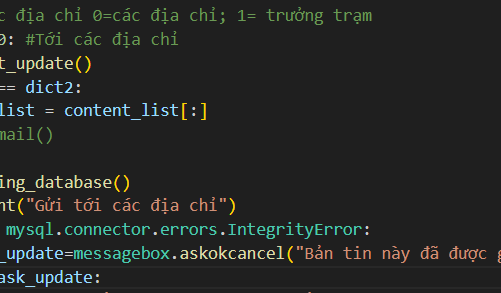 c địa chỉ 0=các địa chỉ; 1= trưởng trạm
0: #Tới các địa chỉ
t_update()
== dict2:
list = content_list[:]
mail()
ing_database()
nt("Gửi tới các địa chỉ")
mysql.connector.errors.IntegrityError:
_update=messagebox.askokcancel("Bản tin này đã được g
ask_update: